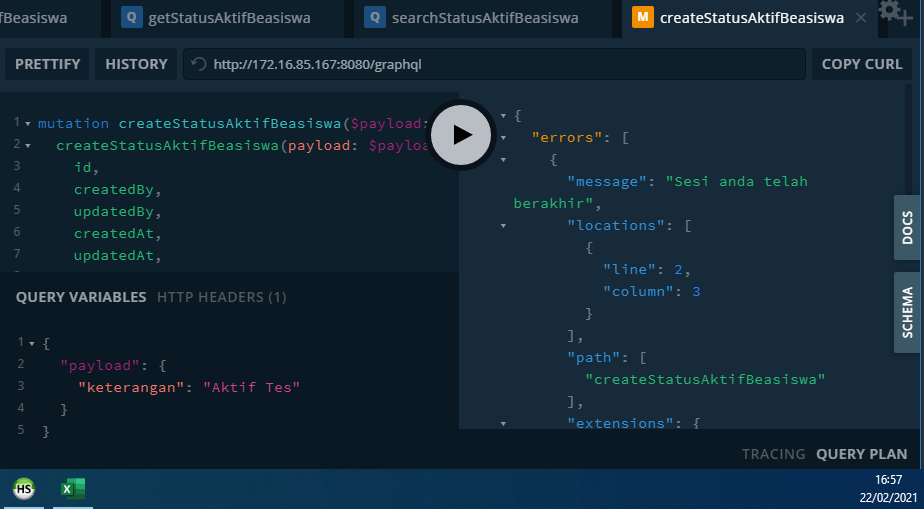 fBeasiswa
Q getStatusAktifBeasiswa
Q searchStatusAktifBeasiswa
M createStatusAktifBeasiswa
PRETTIFY
HISTORY
http://172.16.85.167:8080/graphql
COPY CURL
1 mutation createStatusAktifBeasiswa($payload:
2 createStatusAktifBeasiswa(payload: $payloa
3 id,
4 createdBy,
5 updatedBy,
6 createdAt,
7 updatedAt,
QUERY VARIABLES
HTTP HEADERS (1)
1 {
2 "payload": {
3 "keterangan": "Aktif Tes"
4 }
5 }
{
"errors": [
{
"message": "Sesi anda telah
berakhir",
"locations": [
{
"line": 2,
"column": 3
}
],
"path": [
"createStatusAktifBeasiswa"
],
"extensions": {
DOCS
SCHEMA
TRACING
QUERY PLAN
HS
X
16:57
22/02/2021